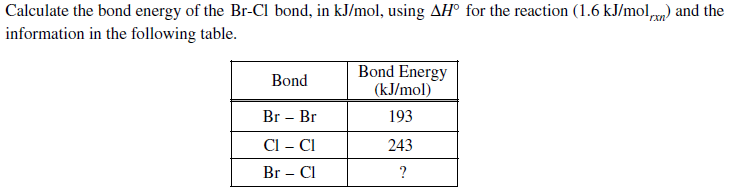 Calculate the bond energy of the Br-Cl bond, in kJ/mol, using ΔH° for the reaction (1.6 kJ/molrxn) and the
information in the following table.
Bond
Bond Energy
(kJ/mol)
Br – Br
193
Cl – Cl
243
Br – Cl
?